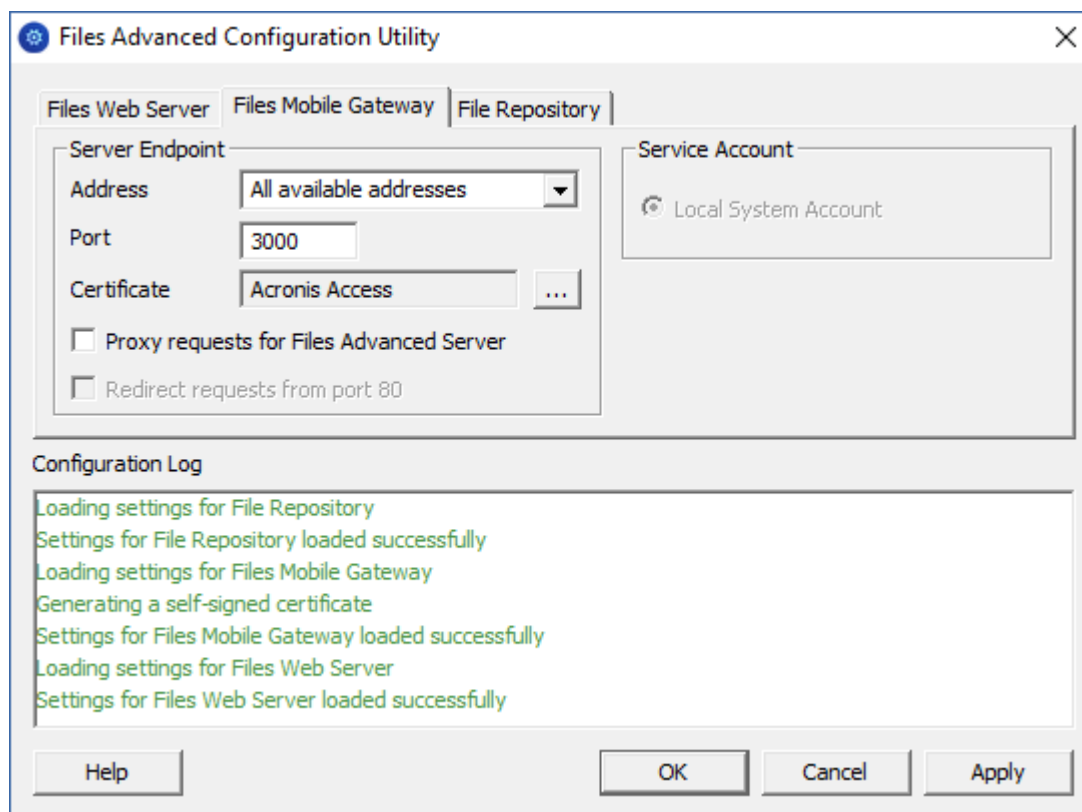 Files Advanced Configuration Utility
Files Web Server Files Mobile Gateway File Repository
Server Endpoint
Address All available addresses
Port 3000
Certificate Acronis Access ...
Proxy requests for Files Advanced Server
Redirect requests from port 80
Service Account
Local System Account
Configuration Log
Loading settings for File Repository
Settings for File Repository loaded successfully
Loading settings for Files Mobile Gateway
Generating a self-signed certificate
Settings for Files Mobile Gateway loaded successfully
Loading settings for Files Web Server
Settings for Files Web Server loaded successfully
Help OK Cancel Apply